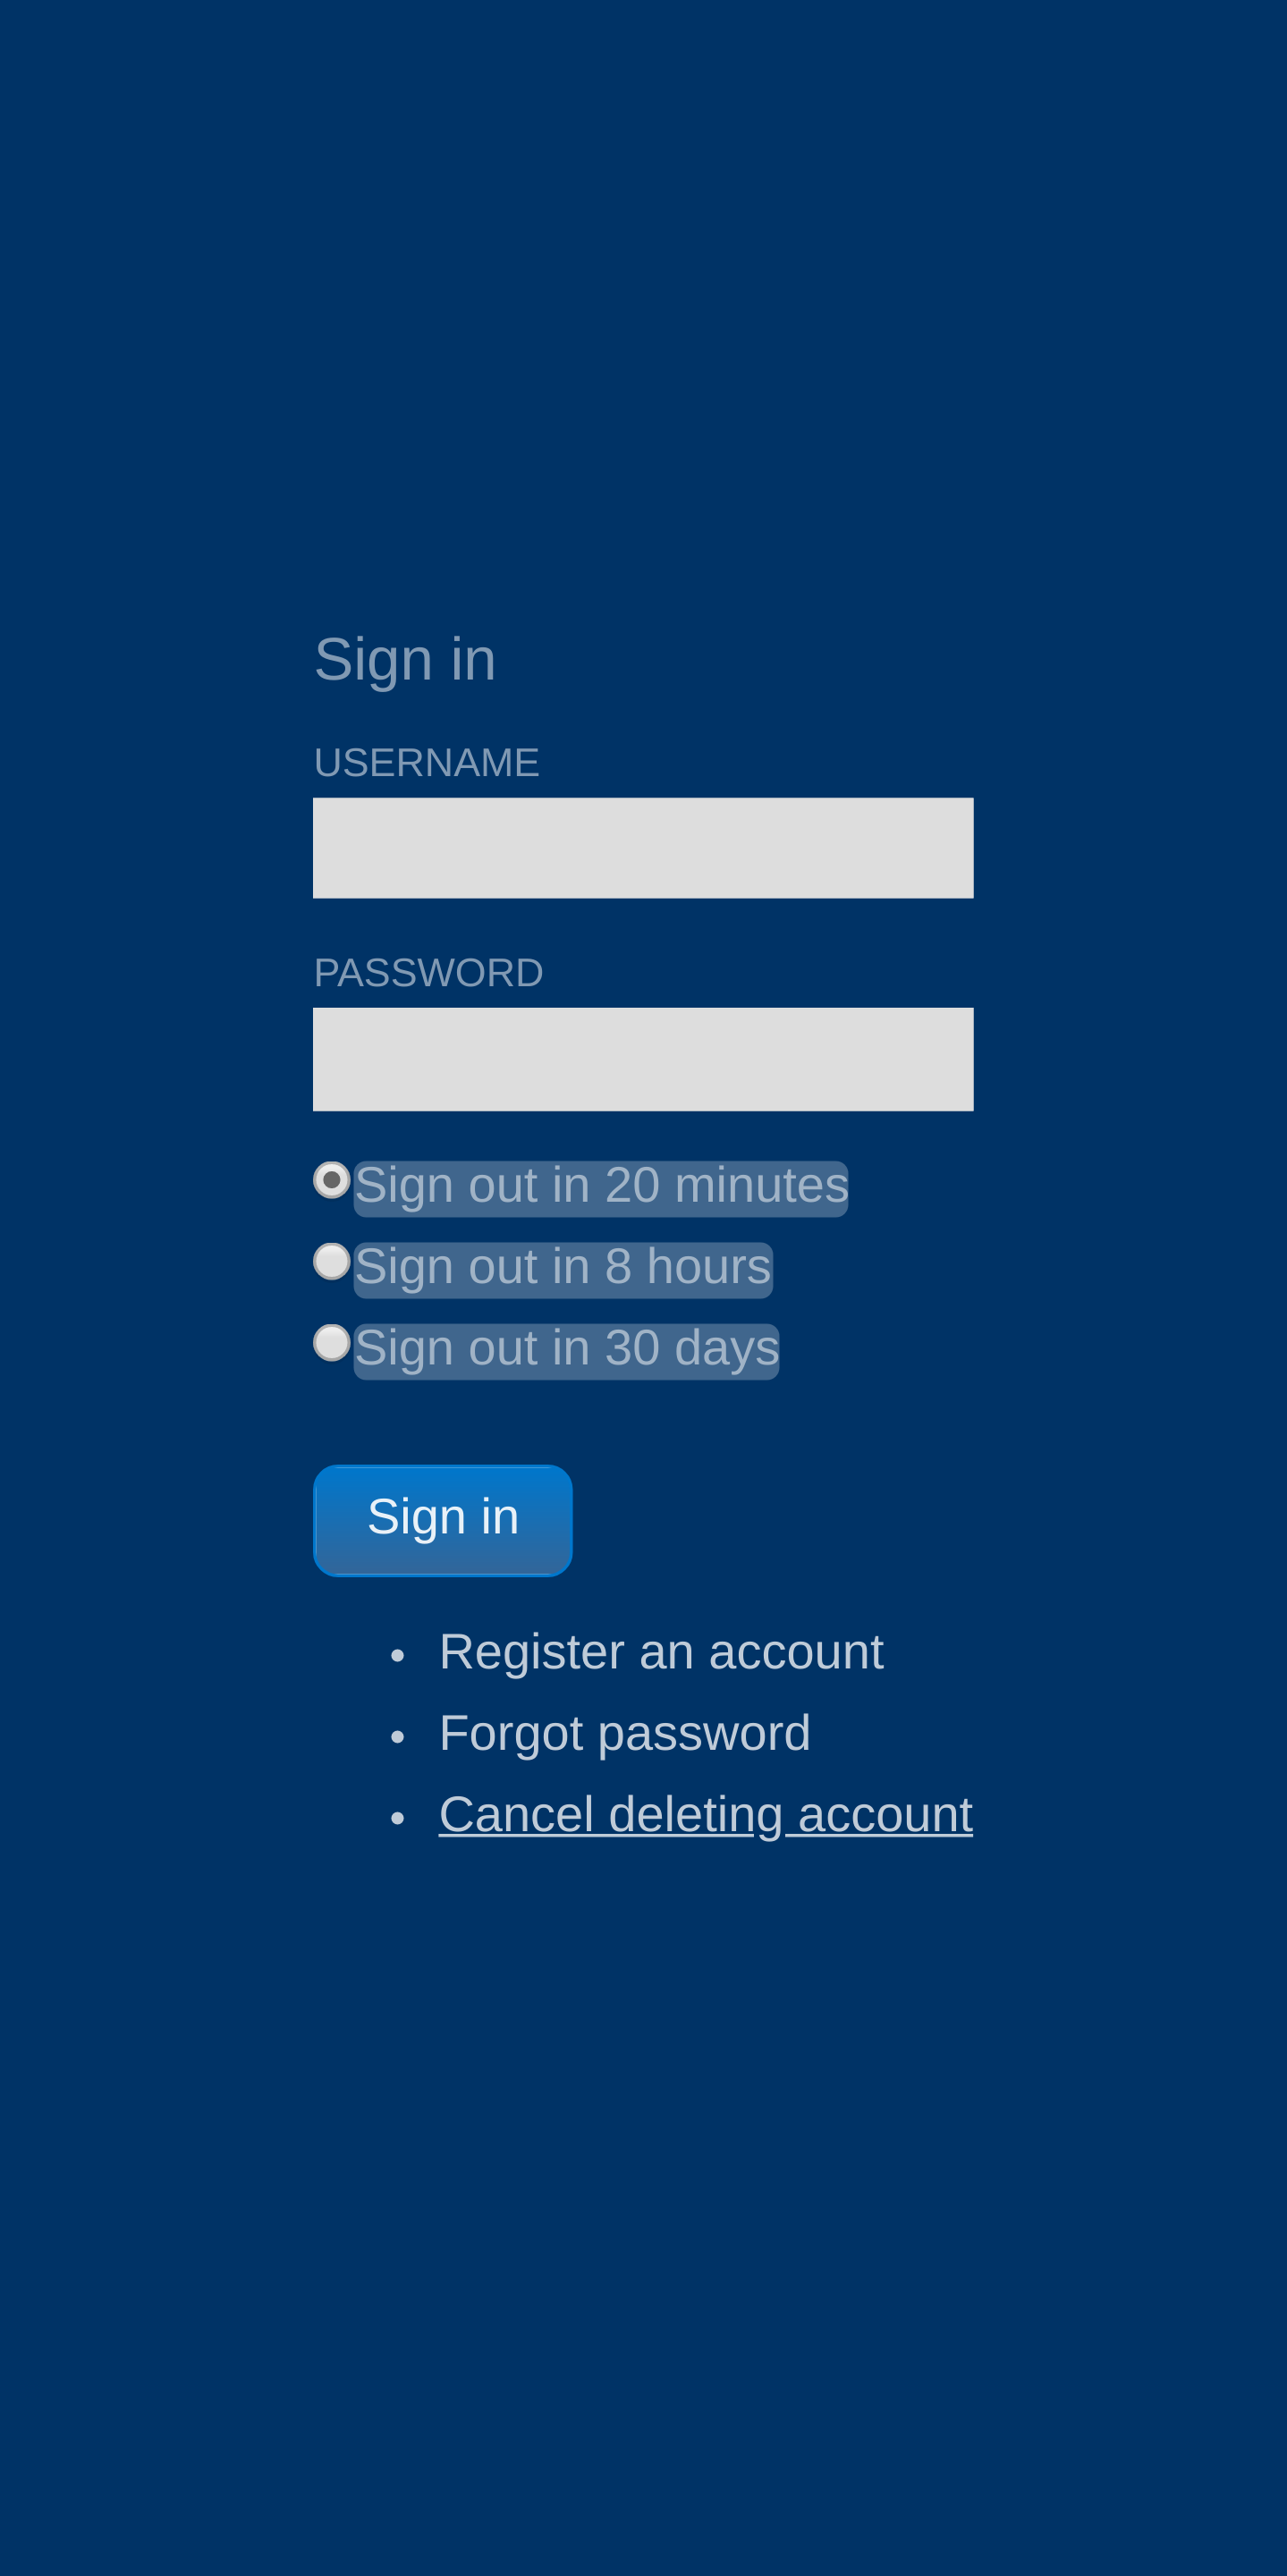 Sign in
USERNAME
PASSWORD
Sign out in 20 minutes
Sign out in 8 hours
Sign out in 30 days
Sign in
Register an account
Forgot password
Cancel deleting account